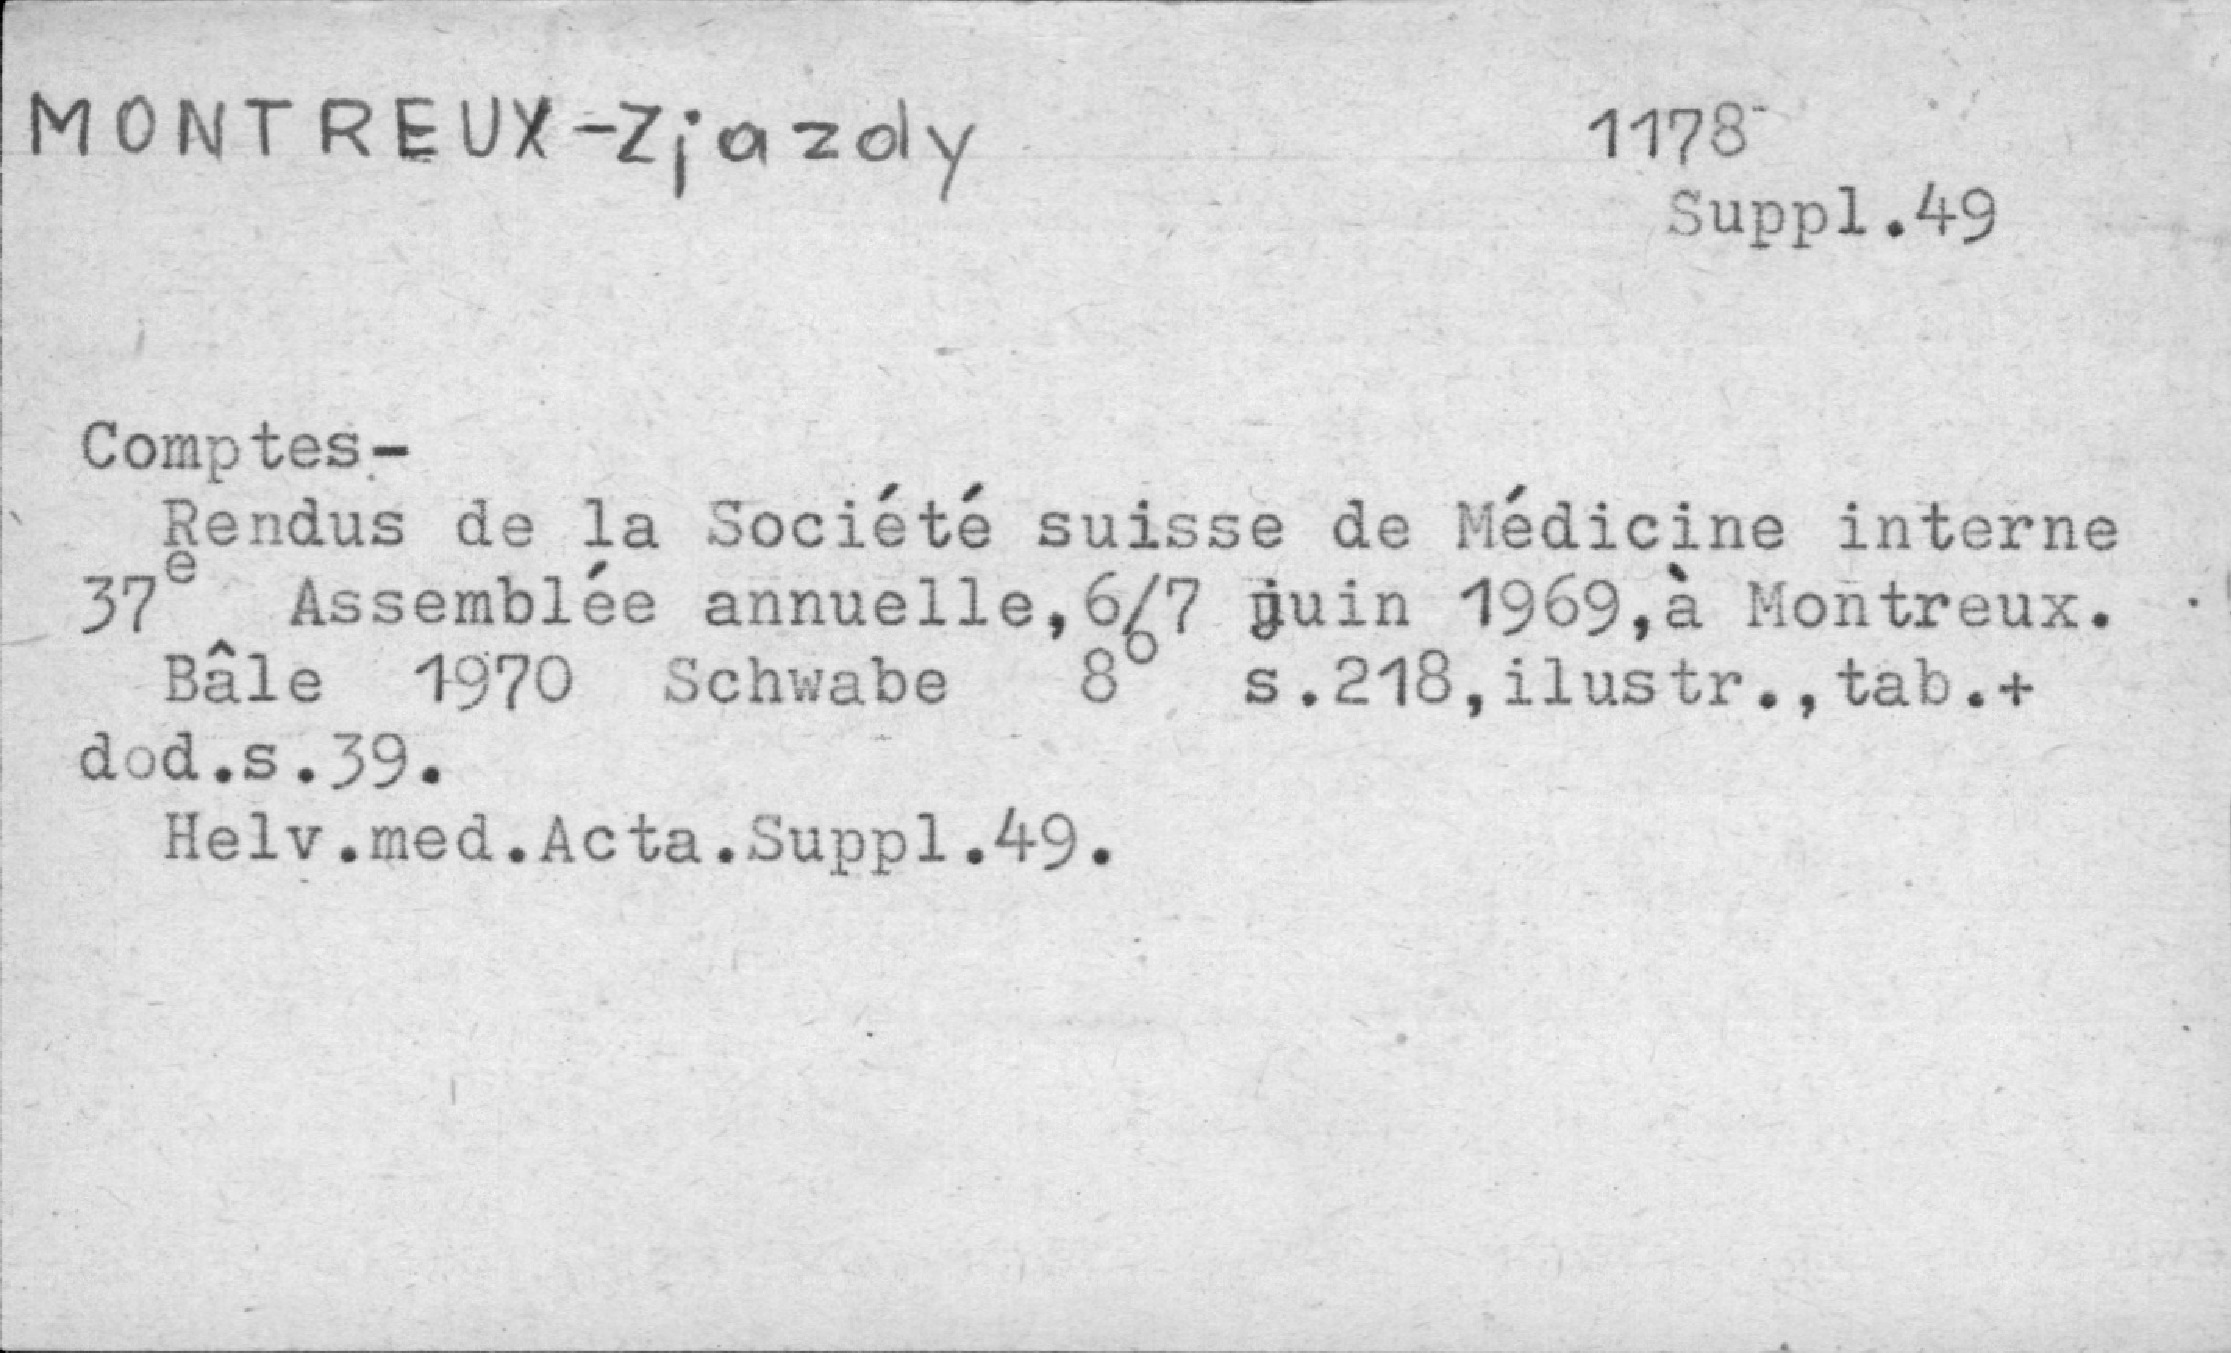 MONTREUX-Zjazdy
1178
Suppl.49
Comptes-
Rendus de la Société suisse de Médicine interne
37e Assemblée annuelle,6/7 juin 1969,à Montreux.
Bâle 1970 Schwabe 8o s.218,ilustr.,tab.+
dod.s.39.
Helv.med.Acta.Suppl.49.